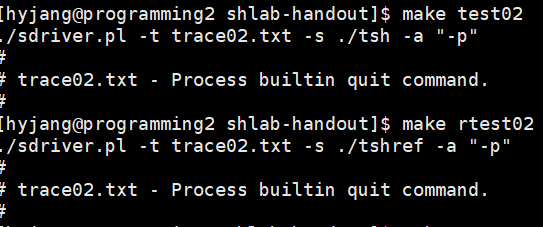 [hyjang@programming2 shlab-handout]$ make test02
./sdriver.pl -t trace02.txt -s ./tsh -a "-p"
#
# trace02.txt - Process builtin quit command.
#
[hyjang@programming2 shlab-handout]$ make rtest02
./sdriver.pl -t trace02.txt -s ./tshref -a "-p"
#
# trace02.txt - Process builtin quit command.
#